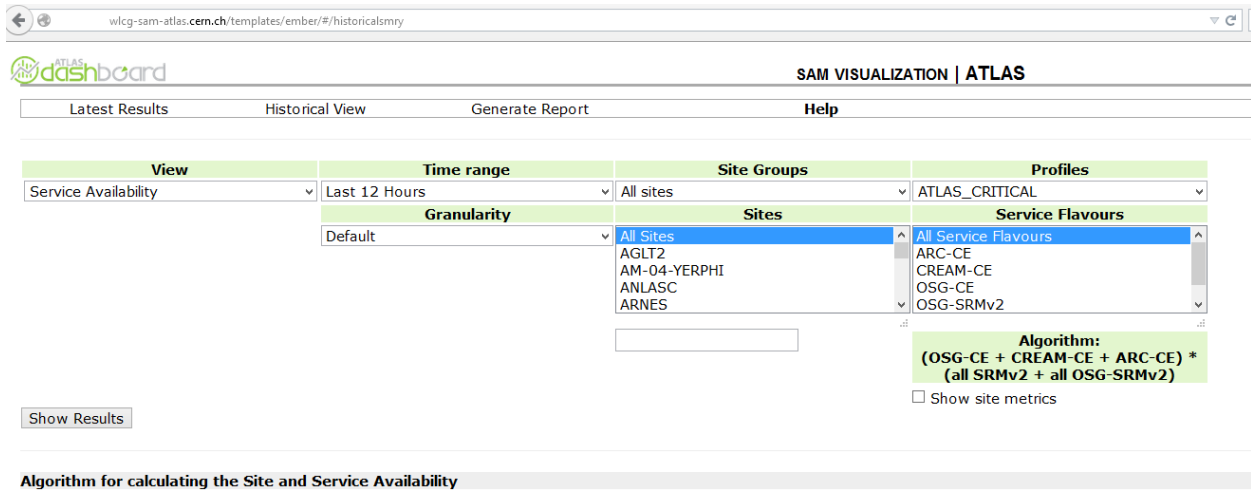 wlcg-sam-atlas.cern.ch/templates/ember/#/historicalsmry
ATLAS
dashboard
SAM VISUALIZATION | ATLAS
Latest Results Historical View Generate Report Help
View Time range Site Groups Profiles
Service Availability Last 12 Hours All sites ATLAS_CRITICAL
Granularity Sites Service Flavours
Default All Sites All Service Flavours
AGLT2 ARC-CE
AM-04-YERPHI CREAM-CE
ANLASC OSG-CE
ARNES OSG-SRMv2
Algorithm:
(OSG-CE + CREAM-CE + ARC-CE) *
(all SRMv2 + all OSG-SRMv2)
Show site metrics
Show Results
Algorithm for calculating the Site and Service Availability